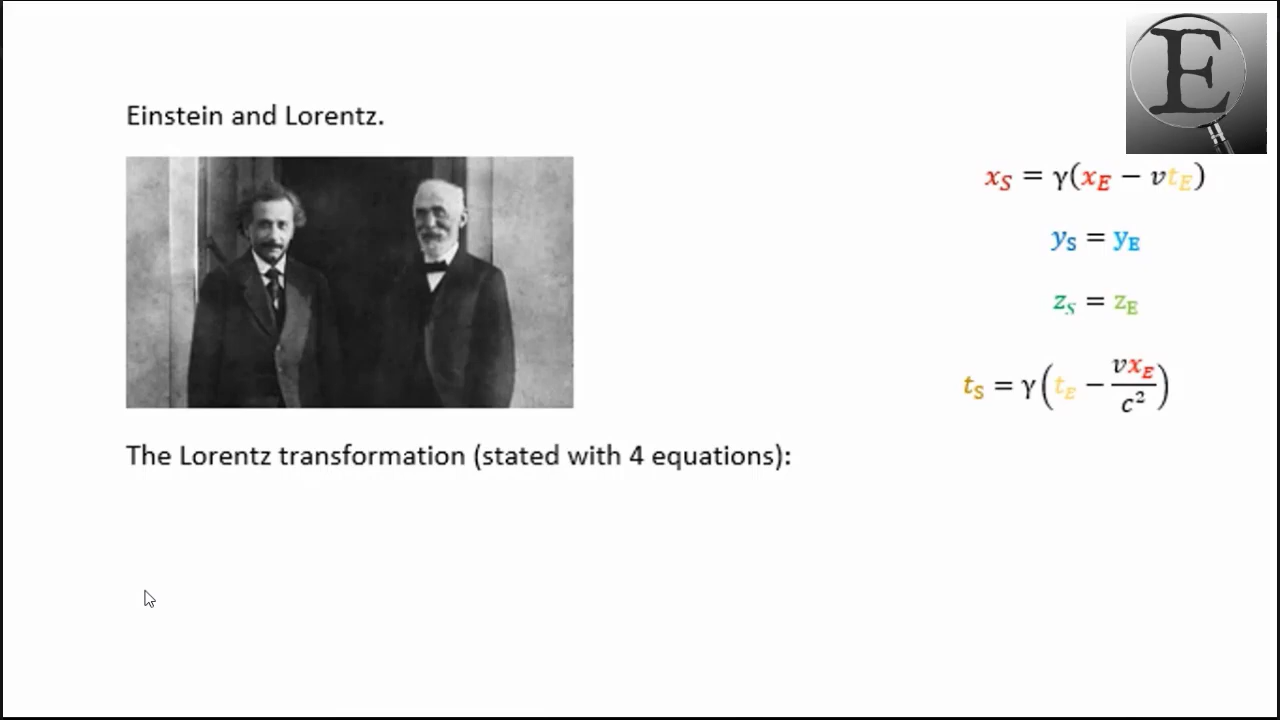 E
Einstein and Lorentz.
x_S = γ(x_E − vt_E)
y_S = y_E
z_S = z_E
t_S = γ(t_E − vx_E/c²)
The Lorentz transformation (stated with 4 equations):